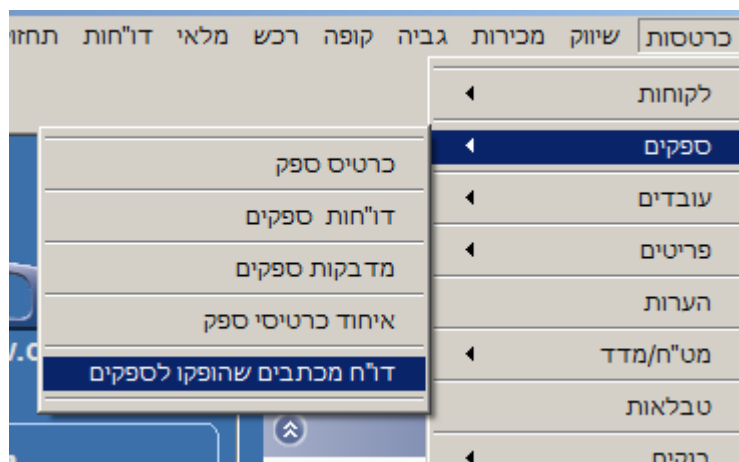 כרטסות שיווק מכירות גביה קופה רכש מלאי דו"חות
לקוחות
ספקים
עובדים
פריטים
הערות
מט"ח/מדד
טבלאות
כרטיס ספק
דו"חות ספקים
מדבקות ספקים
איחוד כרטיסי ספק
דו"ח מכתבים שהופקו לספקים